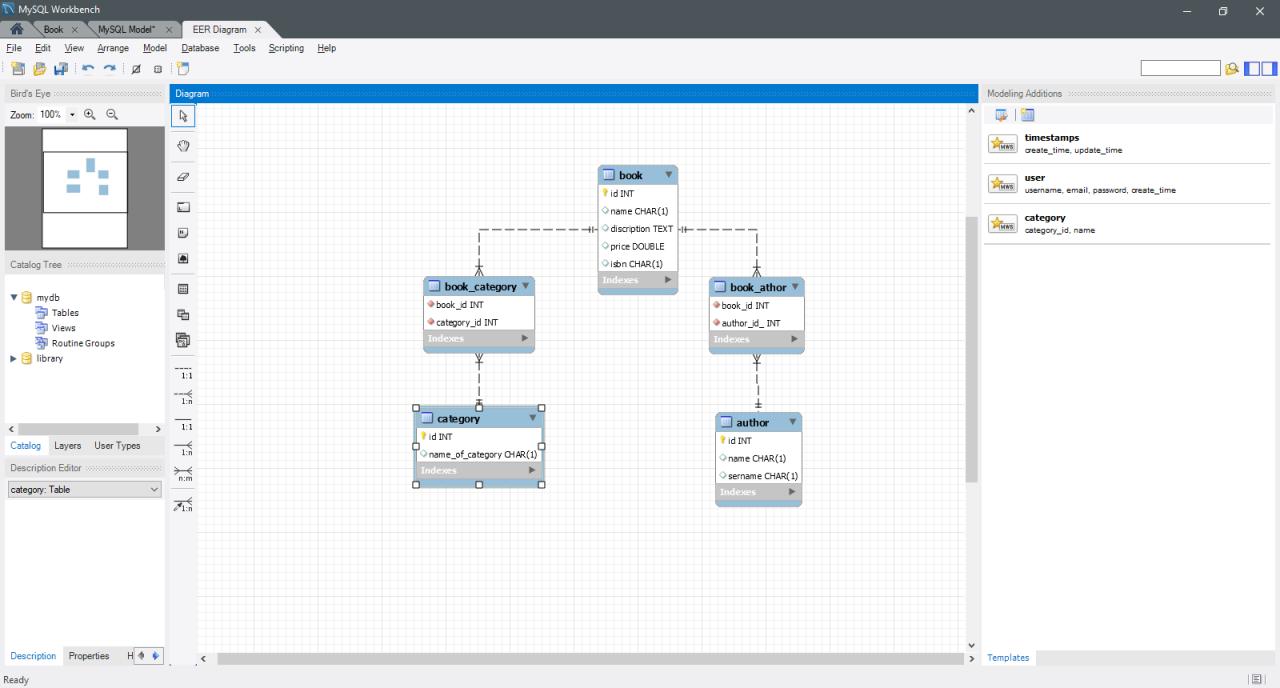 MySQL Workbench
Book
MySQL Model*
EER Diagram
File Edit View Arrange Model Database Tools Scripting Help
Bird's Eye
Zoom: 100%
Catalog Tree
mydb
Tables
Views
Routine Groups
library
Catalog Layers User Types
Description Editor
category: Table
Description Properties H
Ready
Diagram
1:1
1:n
1:1
1:n
n:m
1:n
book
id INT
name CHAR(1)
discription TEXT
price DOUBLE
isbn CHAR(1)
Indexes
book_category
book_id INT
category_id INT
Indexes
book_athor
book_id INT
author_id_ INT
Indexes
category
id INT
name_of_category CHAR(1)
Indexes
author
id INT
name CHAR(1)
sername CHAR(1)
Indexes
Modeling Additions
MWS
timestamps
create_time, update_time
MWS
user
username, email, password, create_time
MWS
category
category_id, name
Templates